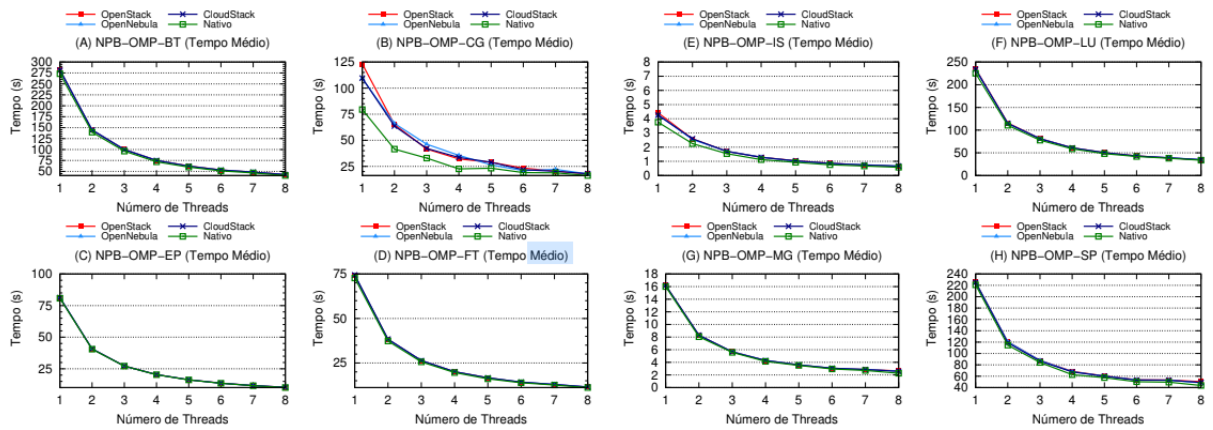 OpenStack CloudStack
OpenNebula Nativo
(A) NPB-OMP-BT (Tempo Médio)
Tempo (s)
300
275
250
225
200
175
150
125
100
75
50
1 2 3 4 5 6 7 8
Número de Threads
OpenStack CloudStack
OpenNebula Nativo
(B) NPB-OMP-CG (Tempo Médio)
Tempo (s)
125
100
75
50
25
1 2 3 4 5 6 7 8
Número de Threads
OpenStack CloudStack
OpenNebula Nativo
(E) NPB-OMP-IS (Tempo Médio)
Tempo (s)
8
7
6
5
4
3
2
1
0
1 2 3 4 5 6 7 8
Número de Threads
OpenStack CloudStack
OpenNebula Nativo
(F) NPB-OMP-LU (Tempo Médio)
Tempo (s)
250
200
150
100
50
0
1 2 3 4 5 6 7 8
Número de Threads
OpenStack CloudStack
OpenNebula Nativo
(C) NPB-OMP-EP (Tempo Médio)
Tempo (s)
100
75
50
25
1 2 3 4 5 6 7 8
Número de Threads
OpenStack CloudStack
OpenNebula Nativo
(D) NPB-OMP-FT (Tempo Médio)
Tempo (s)
75
50
25
1 2 3 4 5 6 7 8
Número de Threads
OpenStack CloudStack
OpenNebula Nativo
(G) NPB-OMP-MG (Tempo Médio)
Tempo (s)
18
16
14
12
10
8
6
4
2
0
1 2 3 4 5 6 7 8
Número de Threads
OpenStack CloudStack
OpenNebula Nativo
(H) NPB-OMP-SP (Tempo Médio)
Tempo (s)
240
220
200
180
160
140
120
100
80
60
40
1 2 3 4 5 6 7 8
Número de Threads